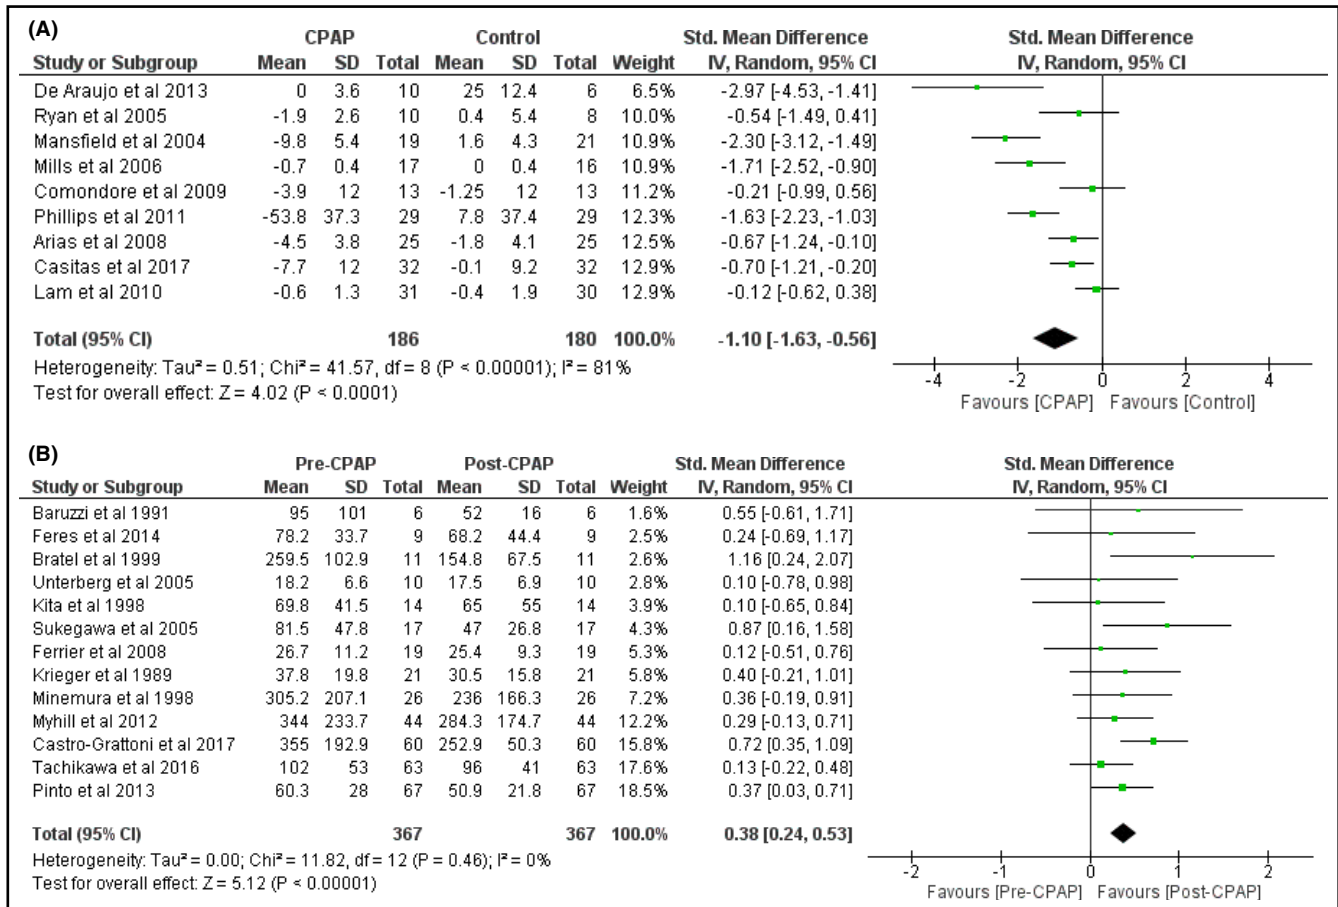 (A)
CPAP Control Std. Mean Difference Std. Mean Difference
Study or Subgroup Mean SD Total Mean SD Total Weight IV, Random, 95% CI IV, Random, 95% CI
De Araujo et al 2013 0 3.6 10 25 12.4 6 6.5% -2.97 [-4.53, -1.41]
Ryan et al 2005 -1.9 2.6 10 0.4 5.4 8 10.0% -0.54 [-1.49, 0.41]
Mansfield et al 2004 -9.8 5.4 19 1.6 4.3 21 10.9% -2.30 [-3.12, -1.49]
Mills et al 2006 -0.7 0.4 17 0 0.4 16 10.9% -1.71 [-2.52, -0.90]
Comondore et al 2009 -3.9 12 13 -1.25 12 13 11.2% -0.21 [-0.99, 0.56]
Phillips et al 2011 -53.8 37.3 29 7.8 37.4 29 12.3% -1.63 [-2.23, -1.03]
Arias et al 2008 -4.5 3.8 25 -1.8 4.1 25 12.5% -0.67 [-1.24, -0.10]
Casitas et al 2017 -7.7 12 32 -0.1 9.2 32 12.9% -0.70 [-1.21, -0.20]
Lam et al 2010 -0.6 1.3 31 -0.4 1.9 30 12.9% -0.12 [-0.62, 0.38]
Total (95% CI) 186 180 100.0% -1.10 [-1.63, -0.56]
Heterogeneity: Tau² = 0.51; Chi² = 41.57, df = 8 (P < 0.00001); I² = 81%
Test for overall effect: Z = 4.02 (P < 0.0001)
-4 -2 0 2 4
Favours [CPAP] Favours [Control]
(B)
Pre-CPAP Post-CPAP Std. Mean Difference Std. Mean Difference
Study or Subgroup Mean SD Total Mean SD Total Weight IV, Random, 95% CI IV, Random, 95% CI
Baruzzi et al 1991 95 101 6 52 16 6 1.6% 0.55 [-0.61, 1.71]
Feres et al 2014 78.2 33.7 9 68.2 44.4 9 2.5% 0.24 [-0.69, 1.17]
Bratel et al 1999 259.5 102.9 11 154.8 67.5 11 2.6% 1.16 [0.24, 2.07]
Unterberg et al 2005 18.2 6.6 10 17.5 6.9 10 2.8% 0.10 [-0.78, 0.98]
Kita et al 1998 69.8 41.5 14 65 55 14 3.9% 0.10 [-0.65, 0.84]
Sukegawa et al 2005 81.5 47.8 17 47 26.8 17 4.3% 0.87 [0.16, 1.58]
Ferrier et al 2008 26.7 11.2 19 25.4 9.3 19 5.3% 0.12 [-0.51, 0.76]
Krieger et al 1989 37.8 19.8 21 30.5 15.8 21 5.8% 0.40 [-0.21, 1.01]
Minemura et al 1998 305.2 207.1 26 236 166.3 26 7.2% 0.36 [-0.19, 0.91]
Myhill et al 2012 344 233.7 44 284.3 174.7 44 12.2% 0.29 [-0.13, 0.71]
Castro-Grattoni et al 2017 355 192.9 60 252.9 50.3 60 15.8% 0.72 [0.35, 1.09]
Tachikawa et al 2016 102 53 63 96 41 63 17.6% 0.13 [-0.22, 0.48]
Pinto et al 2013 60.3 28 67 50.9 21.8 67 18.5% 0.37 [0.03, 0.71]
Total (95% CI) 367 367 100.0% 0.38 [0.24, 0.53]
Heterogeneity: Tau² = 0.00; Chi² = 11.82, df = 12 (P = 0.46); I² = 0%
Test for overall effect: Z = 5.12 (P < 0.00001)
-2 -1 0 1 2
Favours [Pre-CPAP] Favours [Post-CPAP]